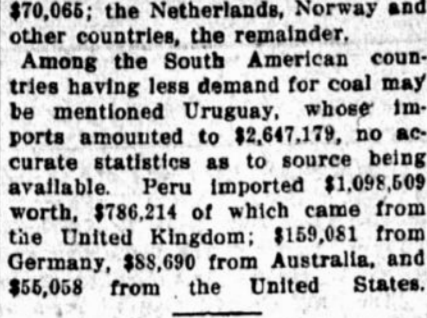 $70,065; the Netherlands, Norway and
other countries, the remainder.
Among the South American coun-
tries having less demand for coal may
be mentioned Uruguay, whose im-
ports amounted to $2,647,179, no ac-
curate statistics as to source being
available. Peru imported $1,098,509
worth, $786,214 of which came from
the United Kingdom; $159,081 from
Germany, $88,690 from Australia, and
$55,058 from the United States.